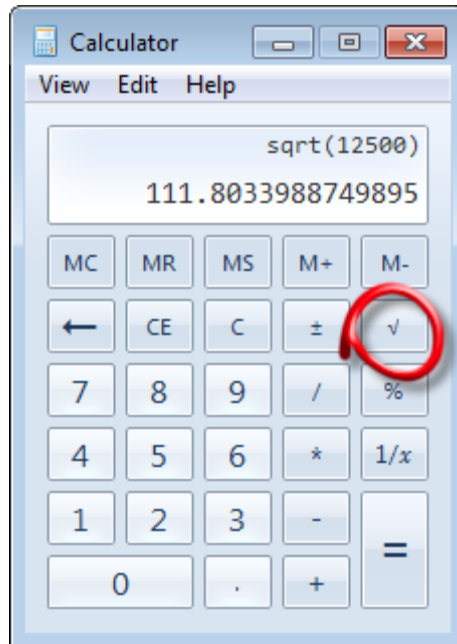 Calculator
View Edit Help
sqrt(12500)
111.8033988749895
MC MR MS M+ M-
← CE C ± √
7 8 9 / %
4 5 6 * 1/x
1 2 3 - =
0 . +